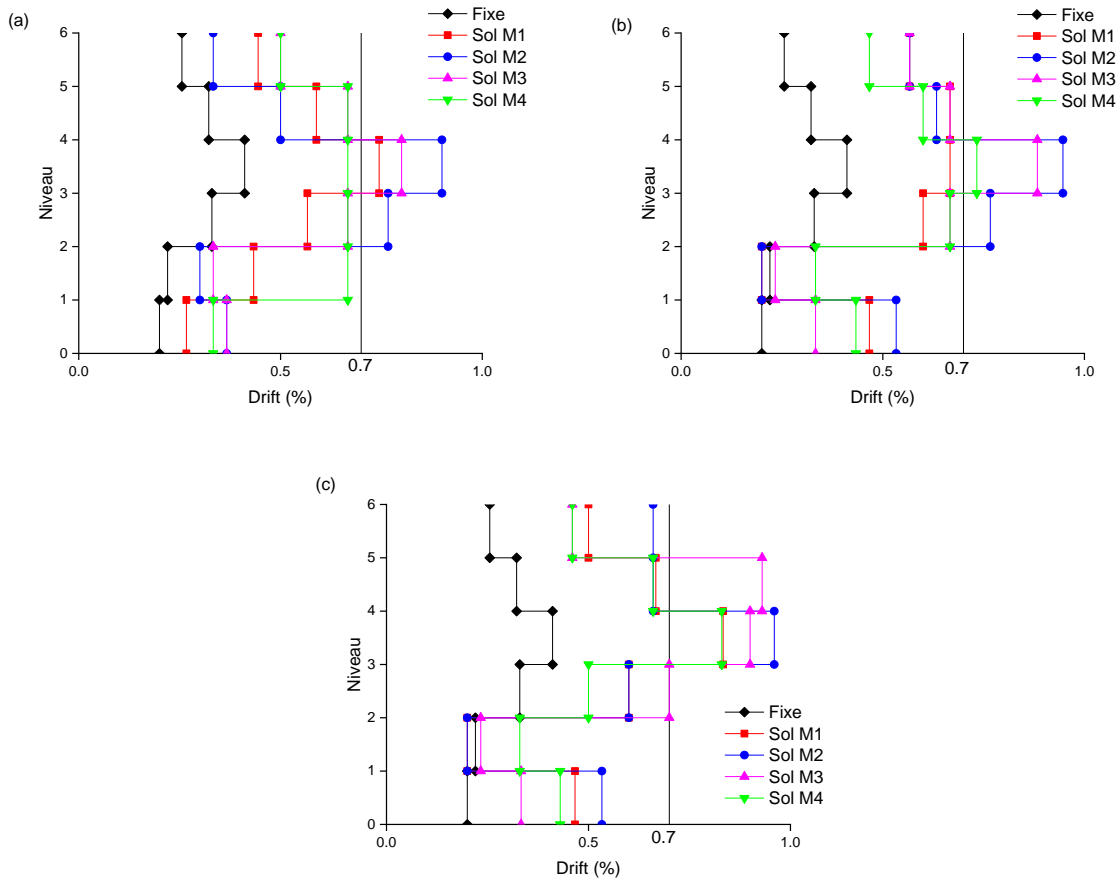 (a)
Fixe
Sol M1
Sol M2
Sol M3
Sol M4
6
5
4
3
2
1
0
Niveau
0.0
0.5
0.7
1.0
Drift (%)
(b)
Fixe
Sol M1
Sol M2
Sol M3
Sol M4
6
5
4
3
2
1
0
Niveau
0.0
0.5
0.7
1.0
Drift (%)
(c)
6
5
4
3
2
1
0
Niveau
Fixe
Sol M1
Sol M2
Sol M3
Sol M4
0.0
0.5
0.7
1.0
Drift (%)